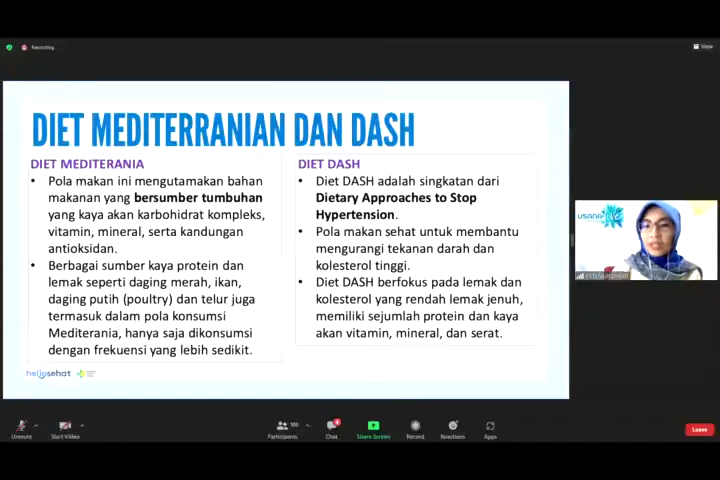 Recording
View
DIET MEDITERRANIAN DAN DASH
DIET MEDITERANIA
• Pola makan ini mengutamakan bahan
makanan yang bersumber tumbuhan
yang kaya akan karbohidrat kompleks,
vitamin, mineral, serta kandungan
antioksidan.
• Berbagai sumber kaya protein dan
lemak seperti daging merah, ikan,
daging putih (poultry) dan telur juga
termasuk dalam pola konsumsi
Mediterania, hanya saja dikonsumsi
dengan frekuensi yang lebih sedikit.
DIET DASH
• Diet DASH adalah singkatan dari
Dietary Approaches to Stop
Hypertension.
• Pola makan sehat untuk membantu
mengurangi tekanan darah dan
kolesterol tinggi.
• Diet DASH berfokus pada lemak dan
kolesterol yang rendah lemak jenuh,
memiliki sejumlah protein dan kaya
akan vitamin, mineral, dan serat.
hellosehat
usana live
Unmute
Start Video
Participants
100
Chat
Share Screen
Record
Reactions
Apps
Leave